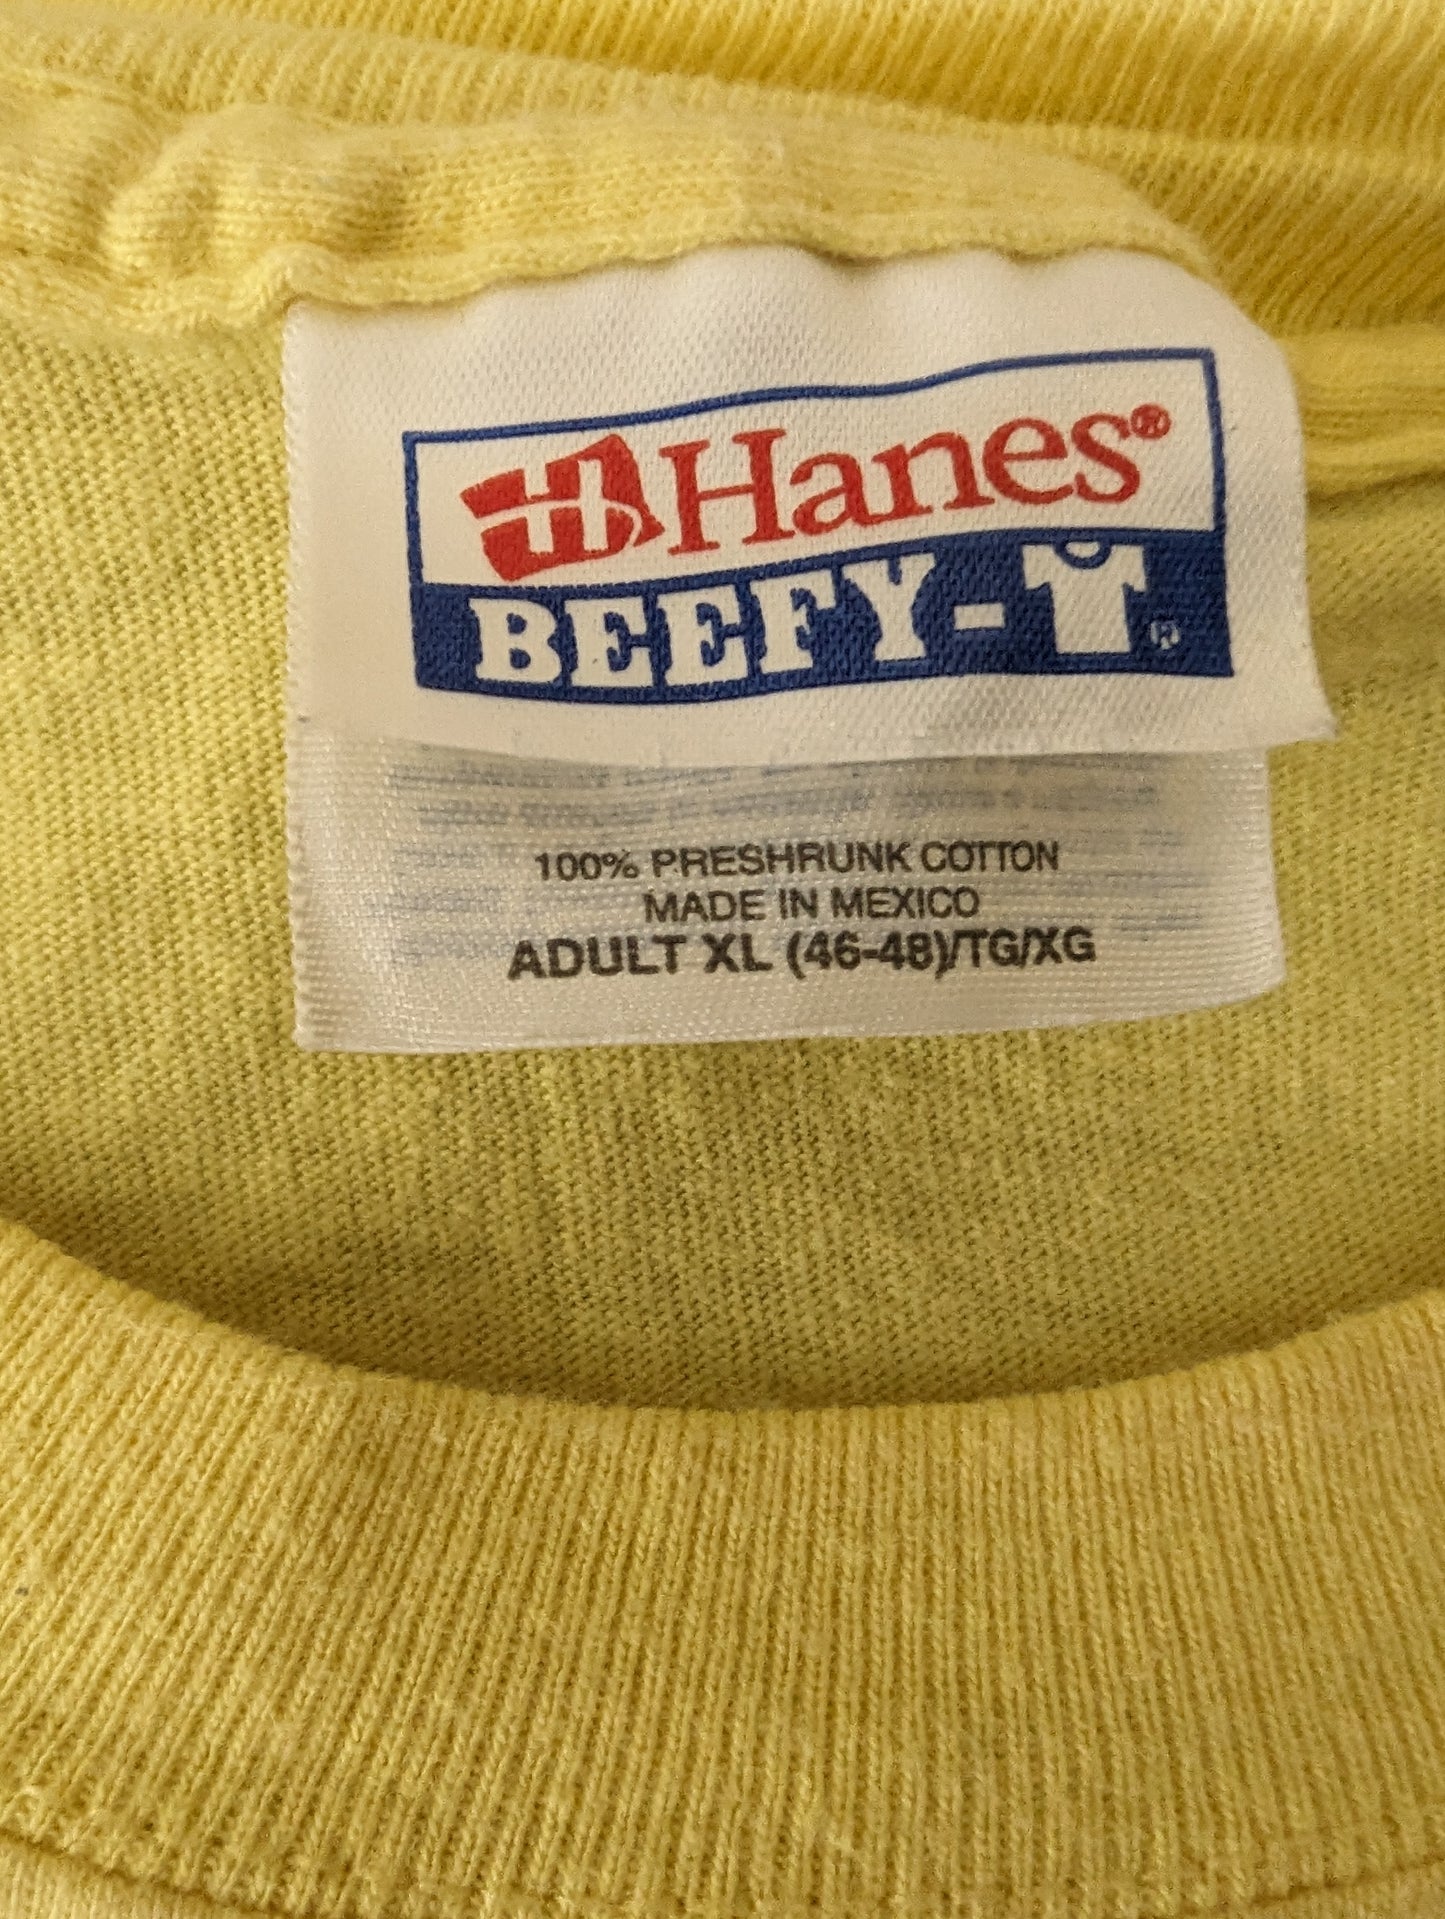 Hanes®
BEEFY-T®
100% PRESHRUNK COTTON
MADE IN MEXICO
ADULT XL (46-48)/TG/XG